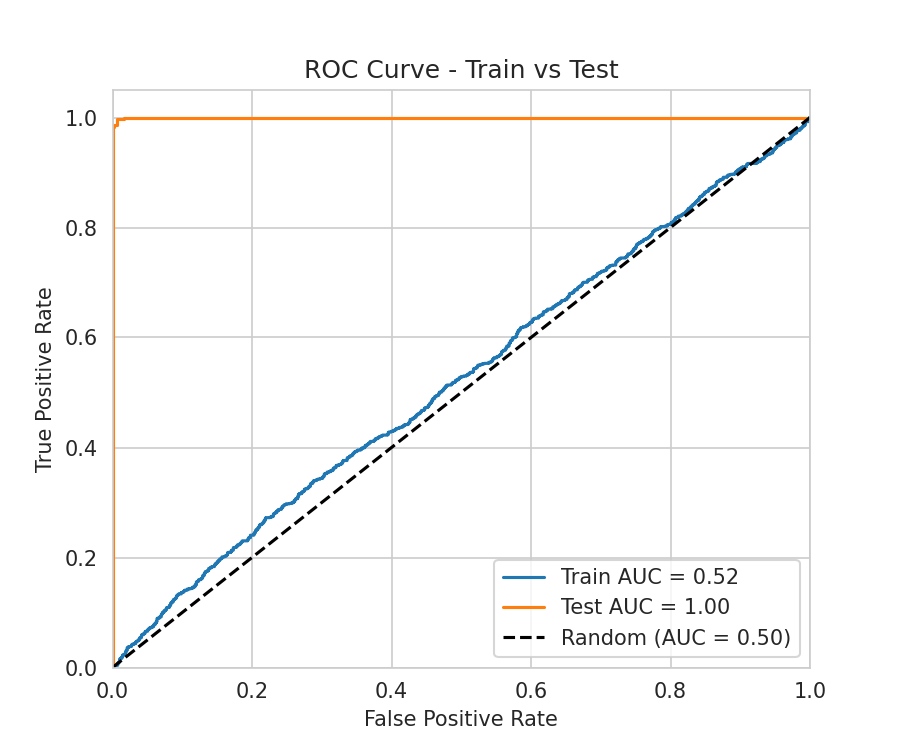 ROC Curve - Train vs Test
True Positive Rate
1.0
0.8
0.6
0.4
0.2
0.0
Train AUC = 0.52
Test AUC = 1.00
Random (AUC = 0.50)
0.0 0.2 0.4 0.6 0.8 1.0
False Positive Rate